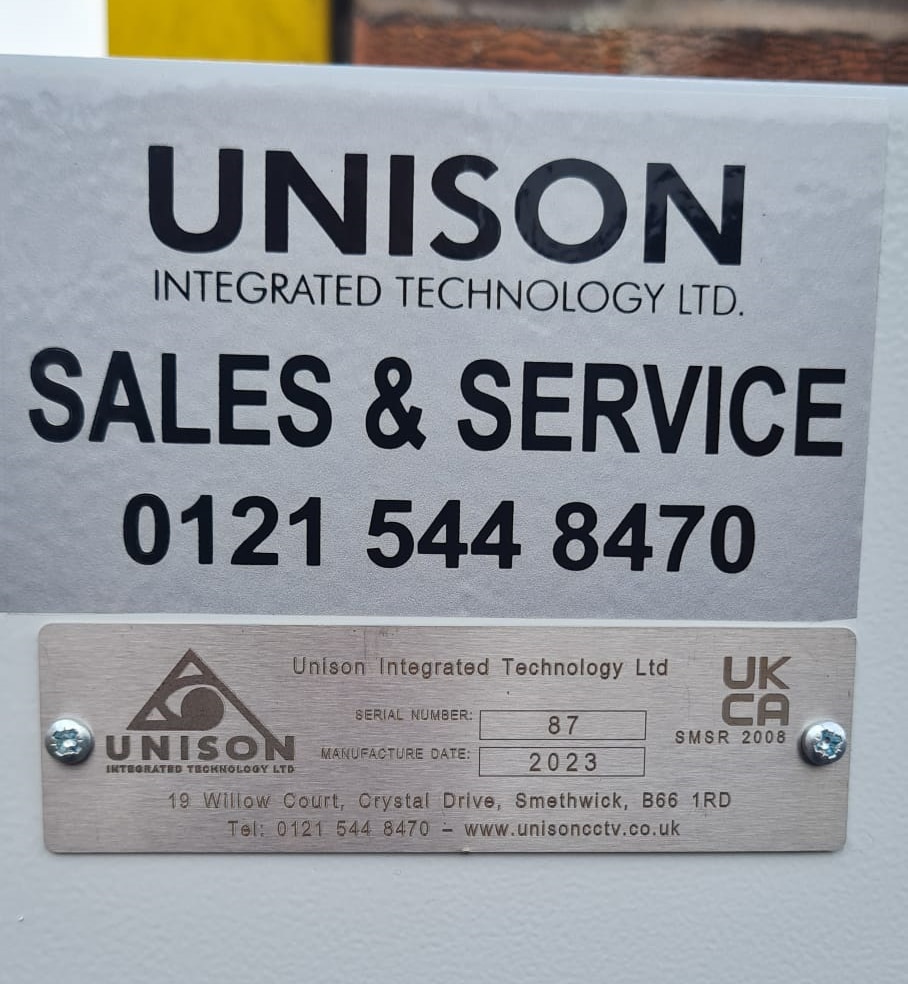 UNISON
INTEGRATED TECHNOLOGY LTD.
SALES & SERVICE
0121 544 8470
Unison Integrated Technology Ltd
UNISON
INTEGRATED TECHNOLOGY LTD
SERIAL NUMBER: 87
MANUFACTURE DATE: 2023
UK
CA
SMSR 2008
19 Willow Court, Crystal Drive, Smethwick, B66 1RD
Tel: 0121 544 8470 – www.unisoncctv.co.uk